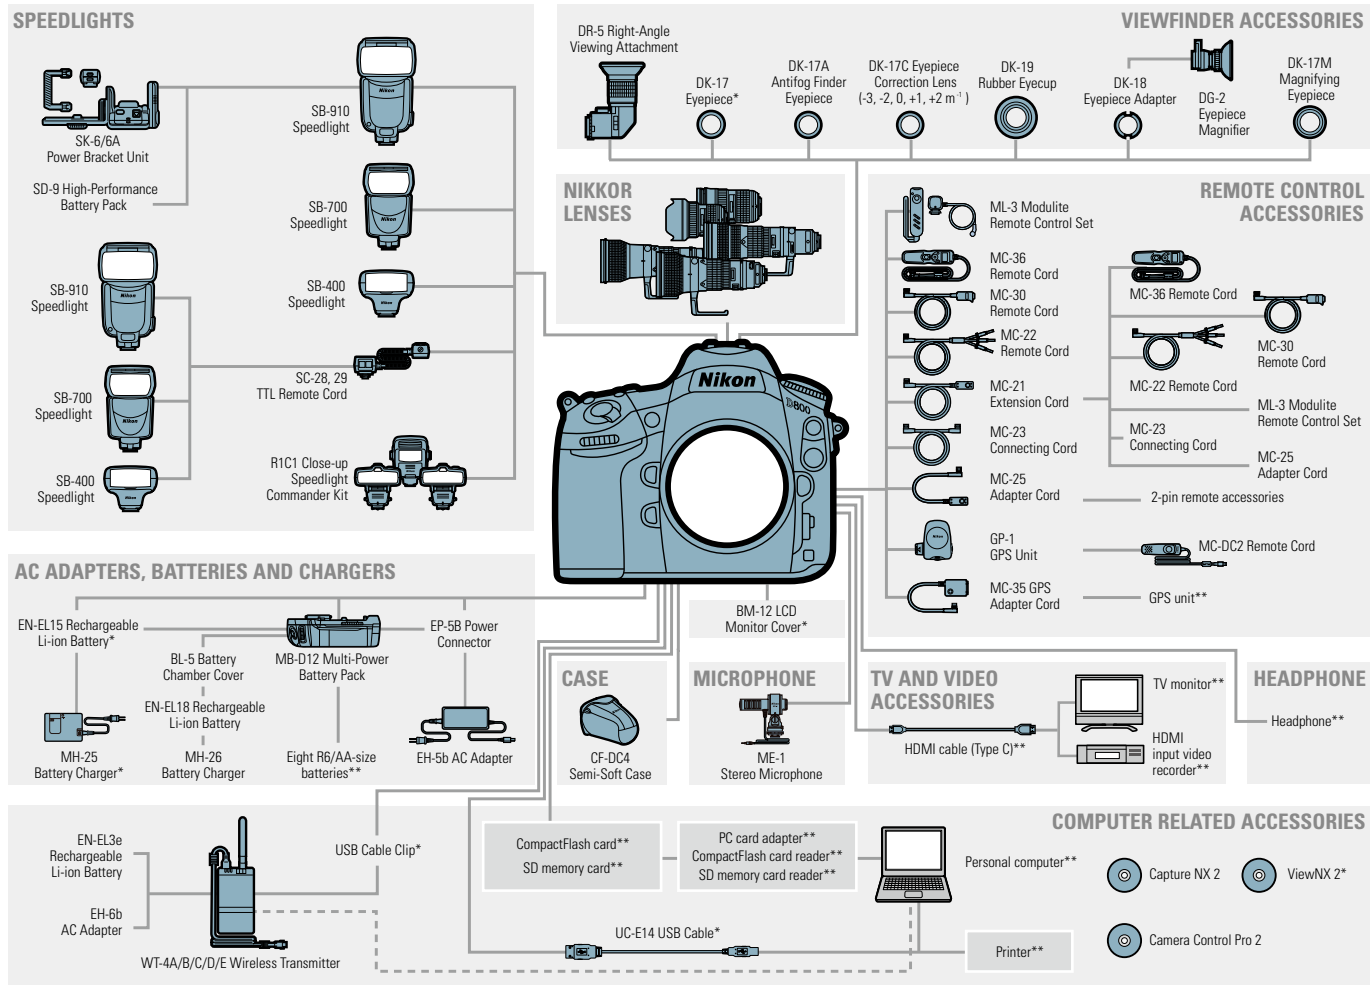 SPEEDLIGHTS
SK-6/6A
Power Bracket Unit
SD-9 High-Performance
Battery Pack
SB-910
Speedlight
Nikon
SB-700
Speedlight
Nikon
SB-400
Speedlight
SB-910
Speedlight
Nikon
SC-28, 29
TTL Remote Cord
SB-700
Speedlight
Nikon
SB-400
Speedlight
Nikon
R1C1 Close-up
Speedlight
Commander Kit
VIEWFINDER ACCESSORIES
DR-5 Right-Angle
Viewing Attachment
DK-17
Eyepiece*
DK-17A
Antifog Finder
Eyepiece
DK-17C Eyepiece
Correction Lens
(-3, -2, 0, +1, +2 m⁻¹ )
DK-19
Rubber Eyecup
DK-18
Eyepiece Adapter
DG-2
Eyepiece
Magnifier
DK-17M
Magnifying
Eyepiece
NIKKOR
LENSES
Nikon
D800
REMOTE CONTROL
ACCESSORIES
ML-3 Modulite
Remote Control Set
MC-36
Remote Cord
MC-30
Remote Cord
MC-22
Remote Cord
MC-21
Extension Cord
MC-23
Connecting Cord
MC-25
Adapter Cord
GP-1
GPS Unit
Nikon
MC-35 GPS
Adapter Cord
MC-36 Remote Cord
MC-30
Remote Cord
MC-22 Remote Cord
ML-3 Modulite
Remote Control Set
MC-23
Connecting Cord
MC-25
Adapter Cord
2-pin remote accessories
MC-DC2 Remote Cord
GPS unit**
AC ADAPTERS, BATTERIES AND CHARGERS
EN-EL15 Rechargeable
Li-ion Battery*
BL-5 Battery
Chamber Cover
MB-D12 Multi-Power
Battery Pack
EP-5B Power
Connector
EN-EL18 Rechargeable
Li-ion Battery
MH-25
Battery Charger*
MH-26
Battery Charger
Eight R6/AA-size
batteries**
EH-5b AC Adapter
BM-12 LCD
Monitor Cover*
CASE
CF-DC4
Semi-Soft Case
MICROPHONE
ME-1
Stereo Microphone
TV AND VIDEO
ACCESSORIES
HDMI cable (Type C)**
TV monitor**
HDMI
input video
recorder**
HEADPHONE
Headphone**
COMPUTER RELATED ACCESSORIES
EN-EL3e
Rechargeable
Li-ion Battery
EH-6b
AC Adapter
WT-4A/B/C/D/E Wireless Transmitter
USB Cable Clip*
CompactFlash card**
SD memory card**
PC card adapter**
CompactFlash card reader**
SD memory card reader**
Personal computer**
UC-E14 USB Cable*
Printer**
Capture NX 2
ViewNX 2*
Camera Control Pro 2